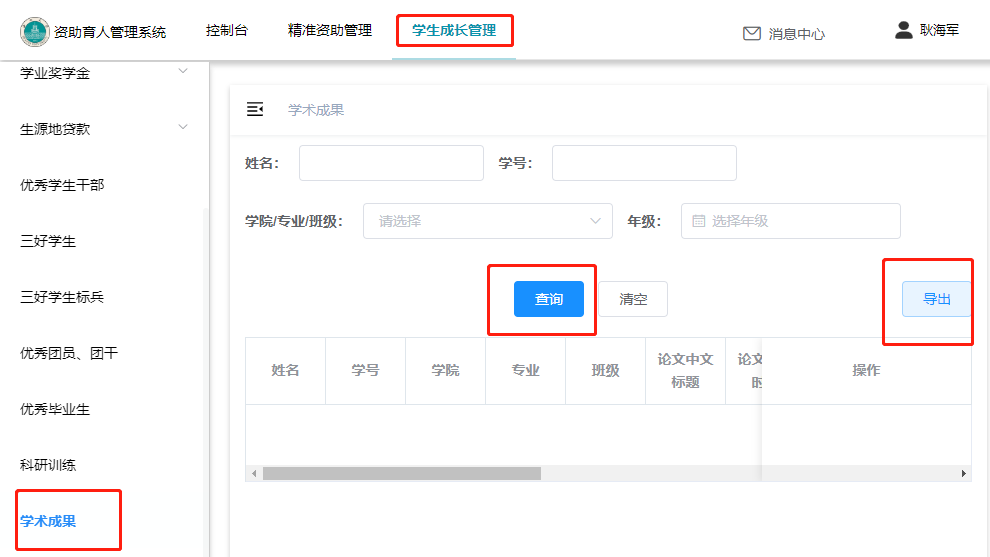 资助育人管理系统 控制台 精准资助管理 学生成长管理 消息中心 耿海军
学业奖学金
生源地贷款
优秀学生干部
三好学生
三好学生标兵
优秀团员、团干
优秀毕业生
科研训练
学术成果
学术成果
姓名： 学号：
学院/专业/班级： 请选择 年级： 选择年级
查询 清空 导出
姓名 学号 学院 专业 班级 论文中文标题 论文 操作